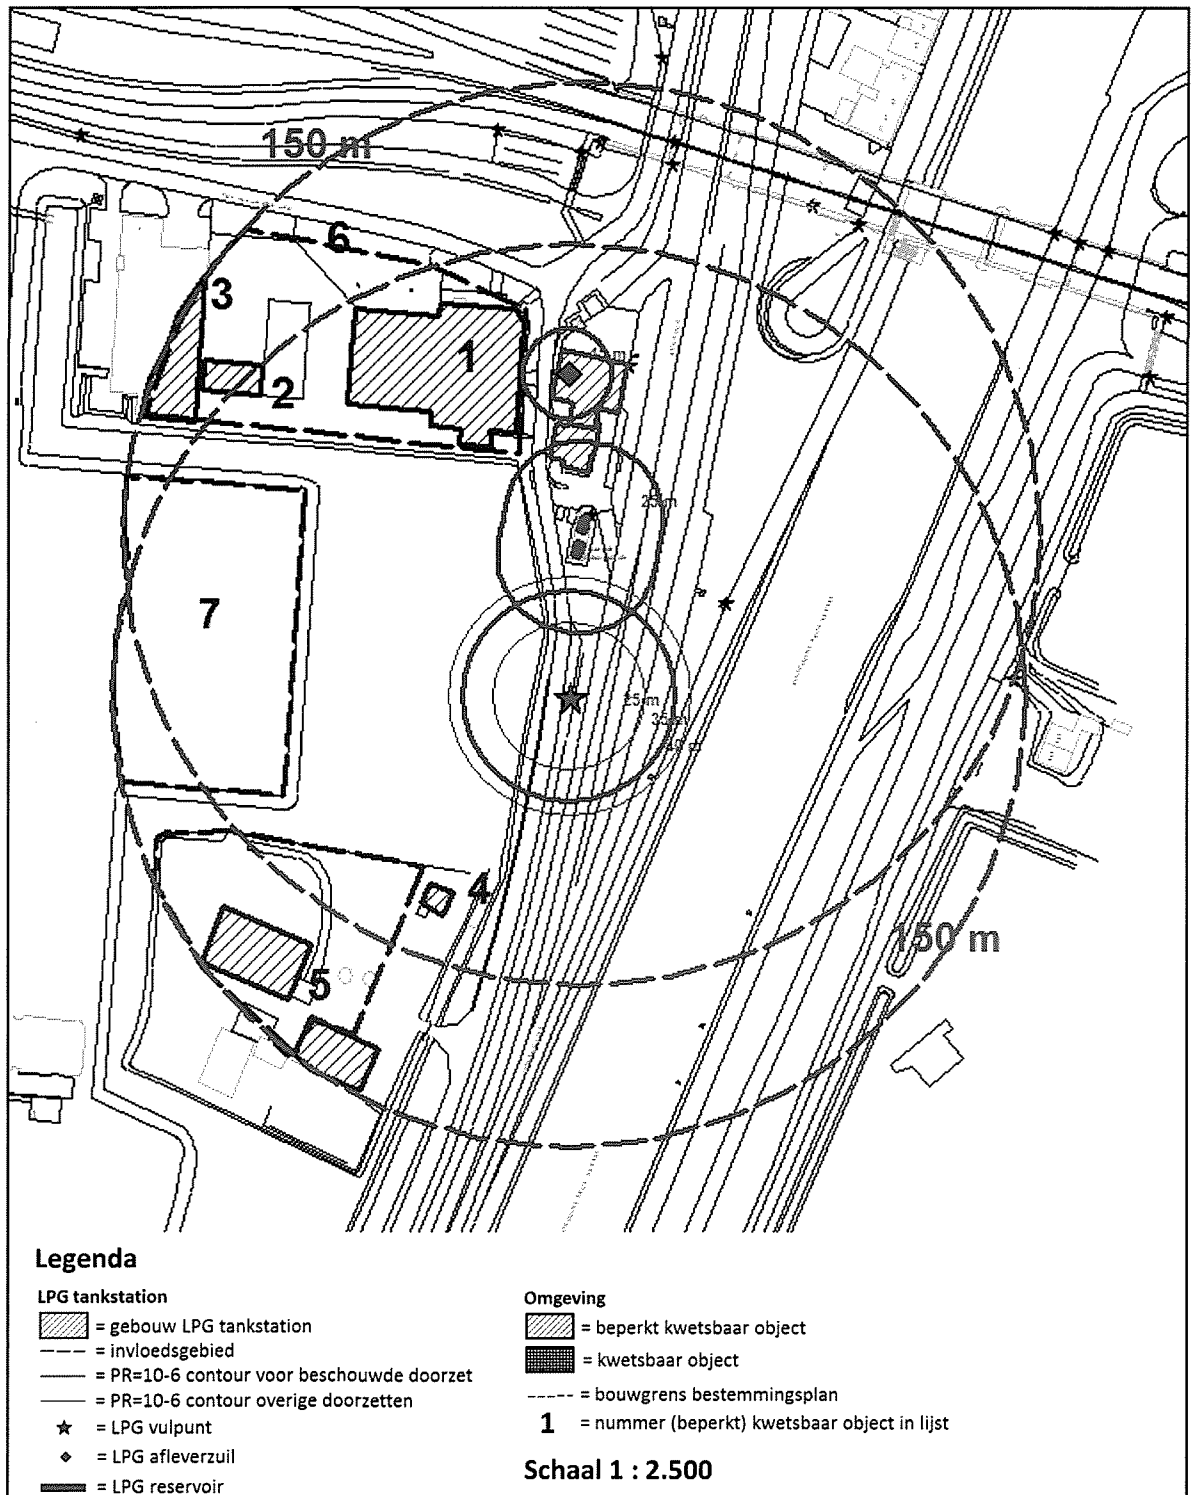 150 m
6
3
1
2
25 m
7
25 m
35 m
40 m
4
150 m
5
Legenda
LPG tankstation
= gebouw LPG tankstation
= invloedsgebied
= PR=10-6 contour voor beschouwde doorzet
= PR=10-6 contour overige doorzetten
= LPG vulpunt
= LPG afleverzuil
= LPG reservoir
Omgeving
= beperkt kwetsbaar object
= kwetsbaar object
= bouwgrens bestemmingsplan
1 = nummer (beperkt) kwetsbaar object in lijst
Schaal 1 : 2.500